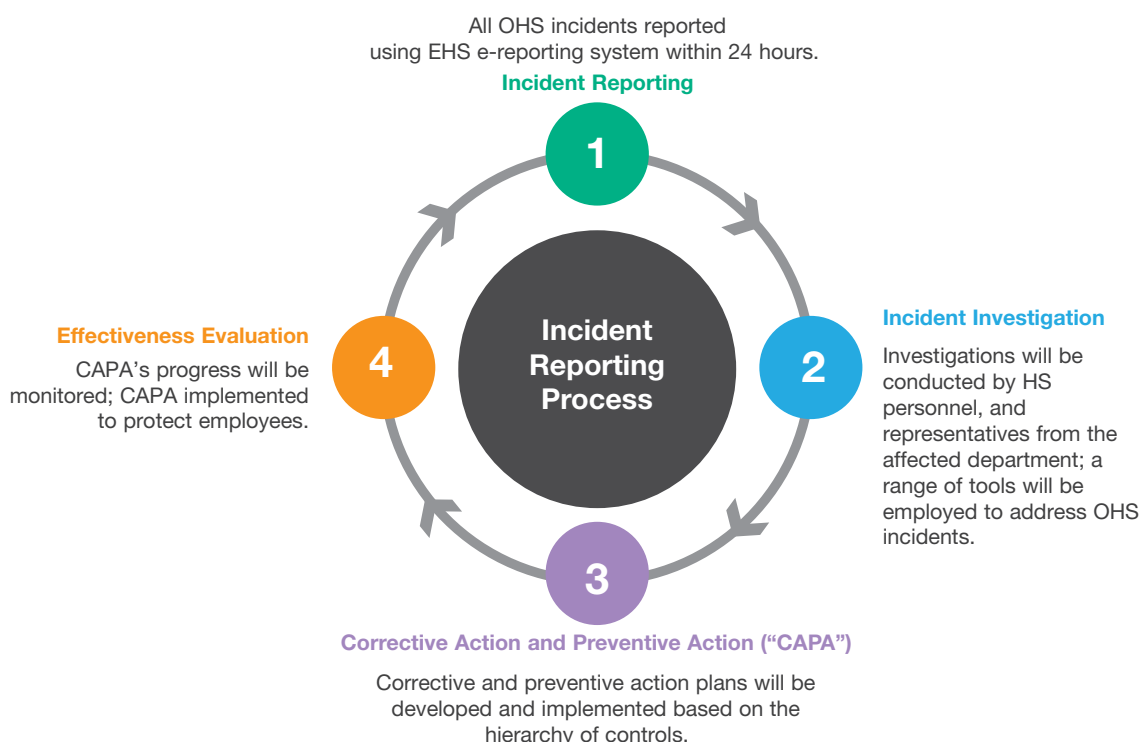 All OHS incidents reported
using EHS e-reporting system within 24 hours.
Incident Reporting
1
Incident
Reporting
Process
2
Incident Investigation
Investigations will be
conducted by HS
personnel, and
representatives from the
affected department; a
range of tools will be
employed to address OHS
incidents.
3
Corrective Action and Preventive Action (“CAPA”)
Corrective and preventive action plans will be
developed and implemented based on the
hierarchy of controls.
4
Effectiveness Evaluation
CAPA’s progress will be
monitored; CAPA implemented
to protect employees.